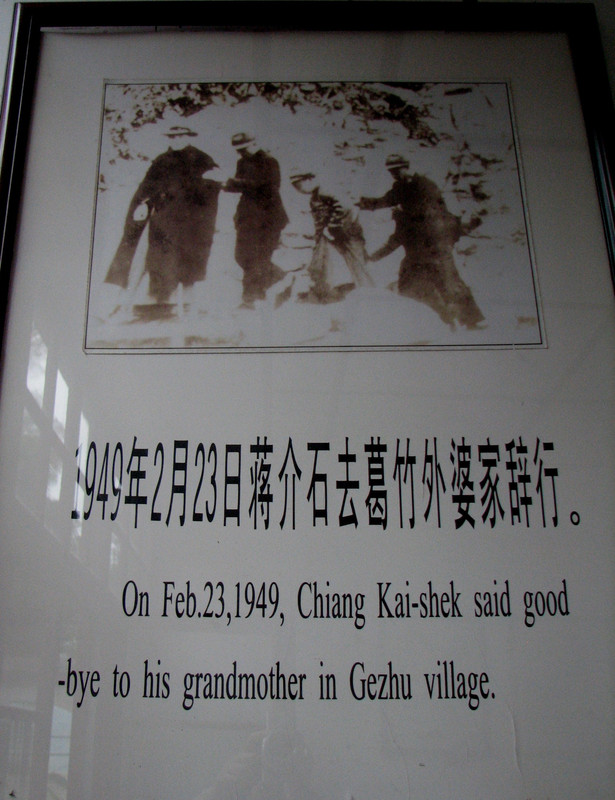 1949年2月23日蒋介石去葛竹外婆家辞行。
On Feb.23,1949, Chiang Kai-shek said good
-bye to his grandmother in Gezhu village.